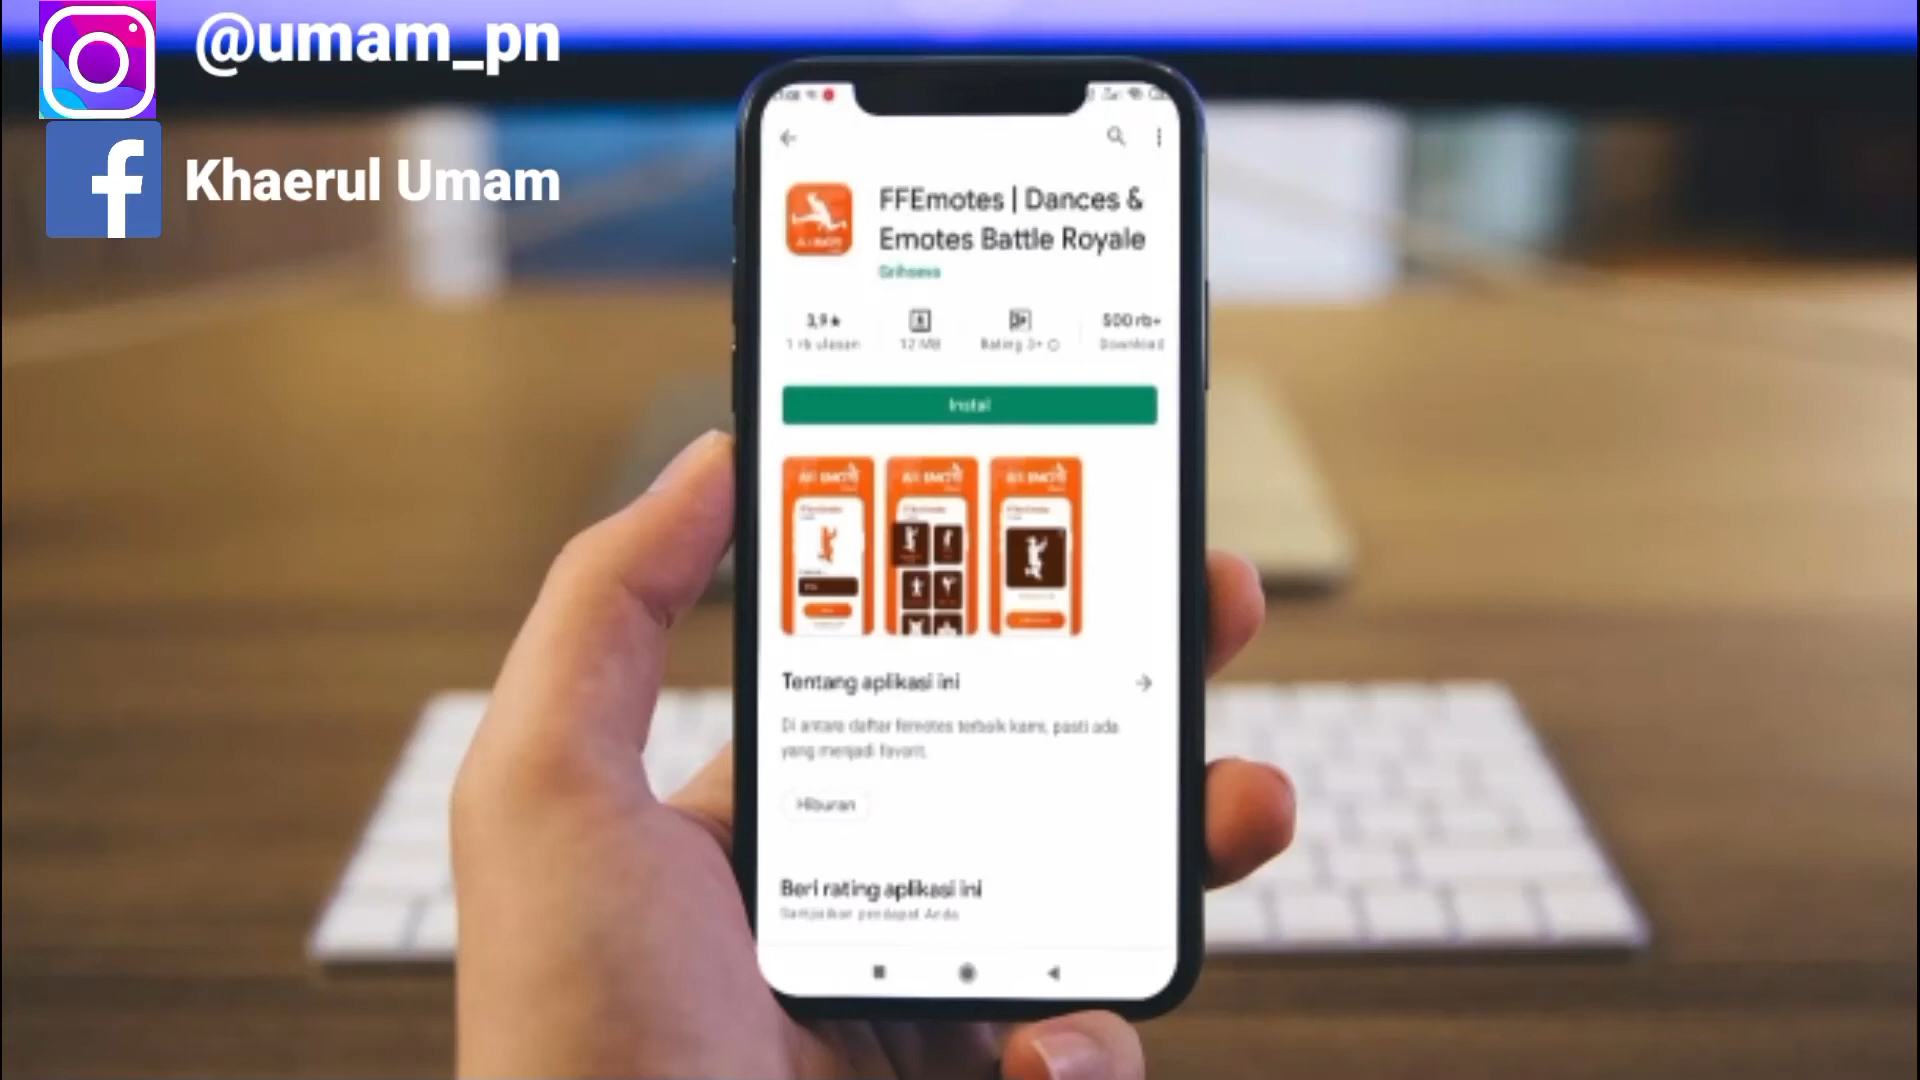 @umam_pn
Khaerul Umam
FFEmotes | Dances &
Emotes Battle Royale
Grihseva
3,9★
1 rb ulasan
12 MB
Rating 3+
500 rb+
Download
Instal
Tentang aplikasi ini
Di antara daftar femotes terbaik kami, pasti ada
yang menjadi favorit.
Hiburan
Beri rating aplikasi ini
Sampaikan pendapat Anda